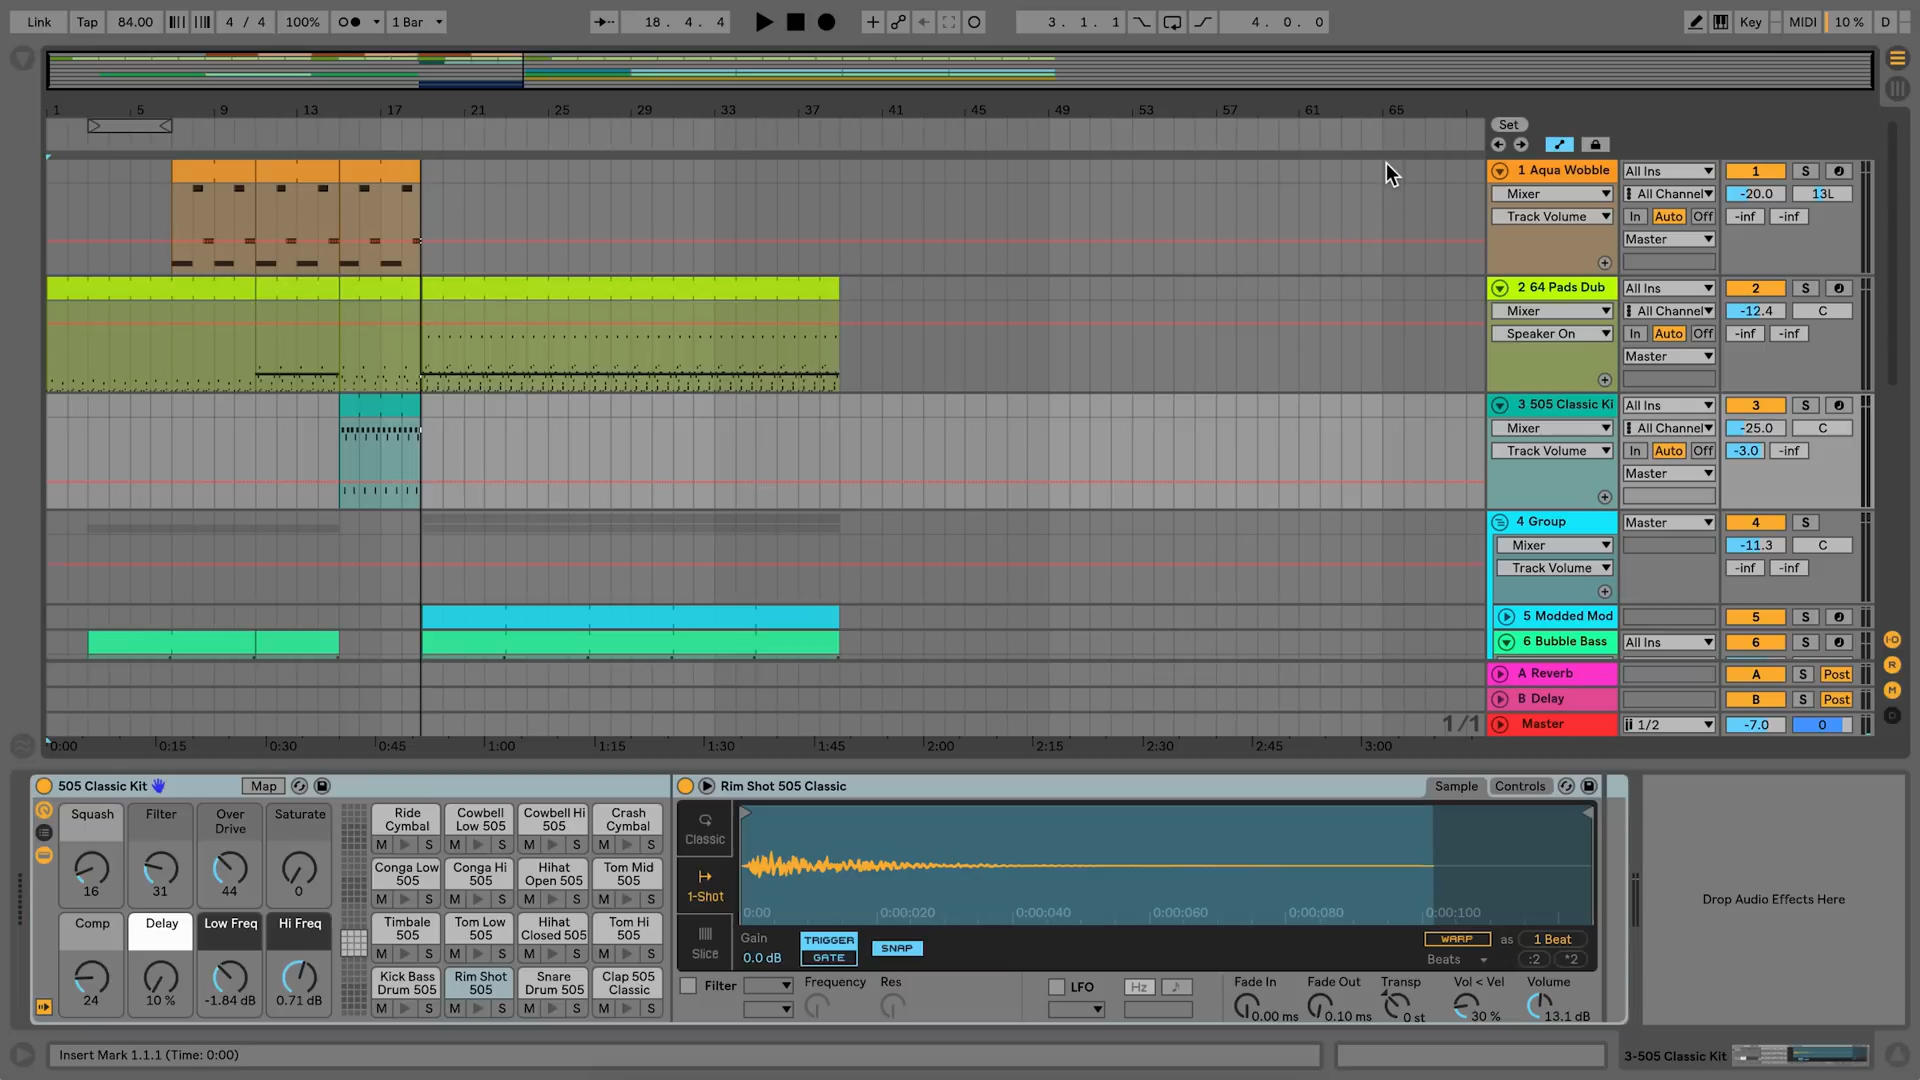 Link Tap 84.00 4 / 4 100% 1 Bar 18. 4. 4 3. 1. 1 4. 0. 0 Key MIDI 10 % D
1 5 9 13 17 21 25 29 33 37 41 45 49 53 57 61 65
Set
1 Aqua Wobble All Ins 1 S
Mixer All Channel -20.0 13L
Track Volume In Auto Off -inf -inf
Master
2 64 Pads Dub All Ins 2 S
Mixer All Channel -12.4 C
Speaker On In Auto Off -inf -inf
Master
3 505 Classic Ki All Ins 3 S
Mixer All Channel -25.0 C
Track Volume In Auto Off -3.0 -inf
Master
4 Group Master 4 S
Mixer -11.3 C
Track Volume -inf -inf
5 Modded Mod 5 S
6 Bubble Bass All Ins 6 S
A Reverb A S Post
B Delay B S Post
1/1 Master 1/2 -7.0 0
0:00 0:15 0:30 0:45 1:00 1:15 1:30 1:45 2:00 2:15 2:30 2:45 3:00
505 Classic Kit Map
Squash Filter Over Drive Saturate
16 31 44 0
Comp Delay Low Freq Hi Freq
24 10 % -1.84 dB 0.71 dB
Ride Cymbal Cowbell Low 505 Cowbell Hi 505 Crash Cymbal
M S M S M S M S
Conga Low 505 Conga Hi 505 Hihat Open 505 Tom Mid 505
M S M S M S M S
Timbale 505 Tom Low 505 Hihat Closed 505 Tom Hi 505
M S M S M S M S
Kick Bass Drum 505 Rim Shot 505 Snare Drum 505 Clap 505 Classic
M S M S M S M S
Rim Shot 505 Classic Sample Controls
Classic
1-Shot
Slice
0:00 0:00:020 0:00:040 0:00:060 0:00:080 0:00:100
Gain TRIGGER SNAP WARP as 1 Beat
0.0 dB GATE Beats :2 *2
Filter Frequency Res LFO Hz Fade In Fade Out Transp Vol < Vel Volume
0.00 ms 0.10 ms 0 st 30 % 13.1 dB
Drop Audio Effects Here
Insert Mark 1.1.1 (Time: 0:00)
3-505 Classic Kit